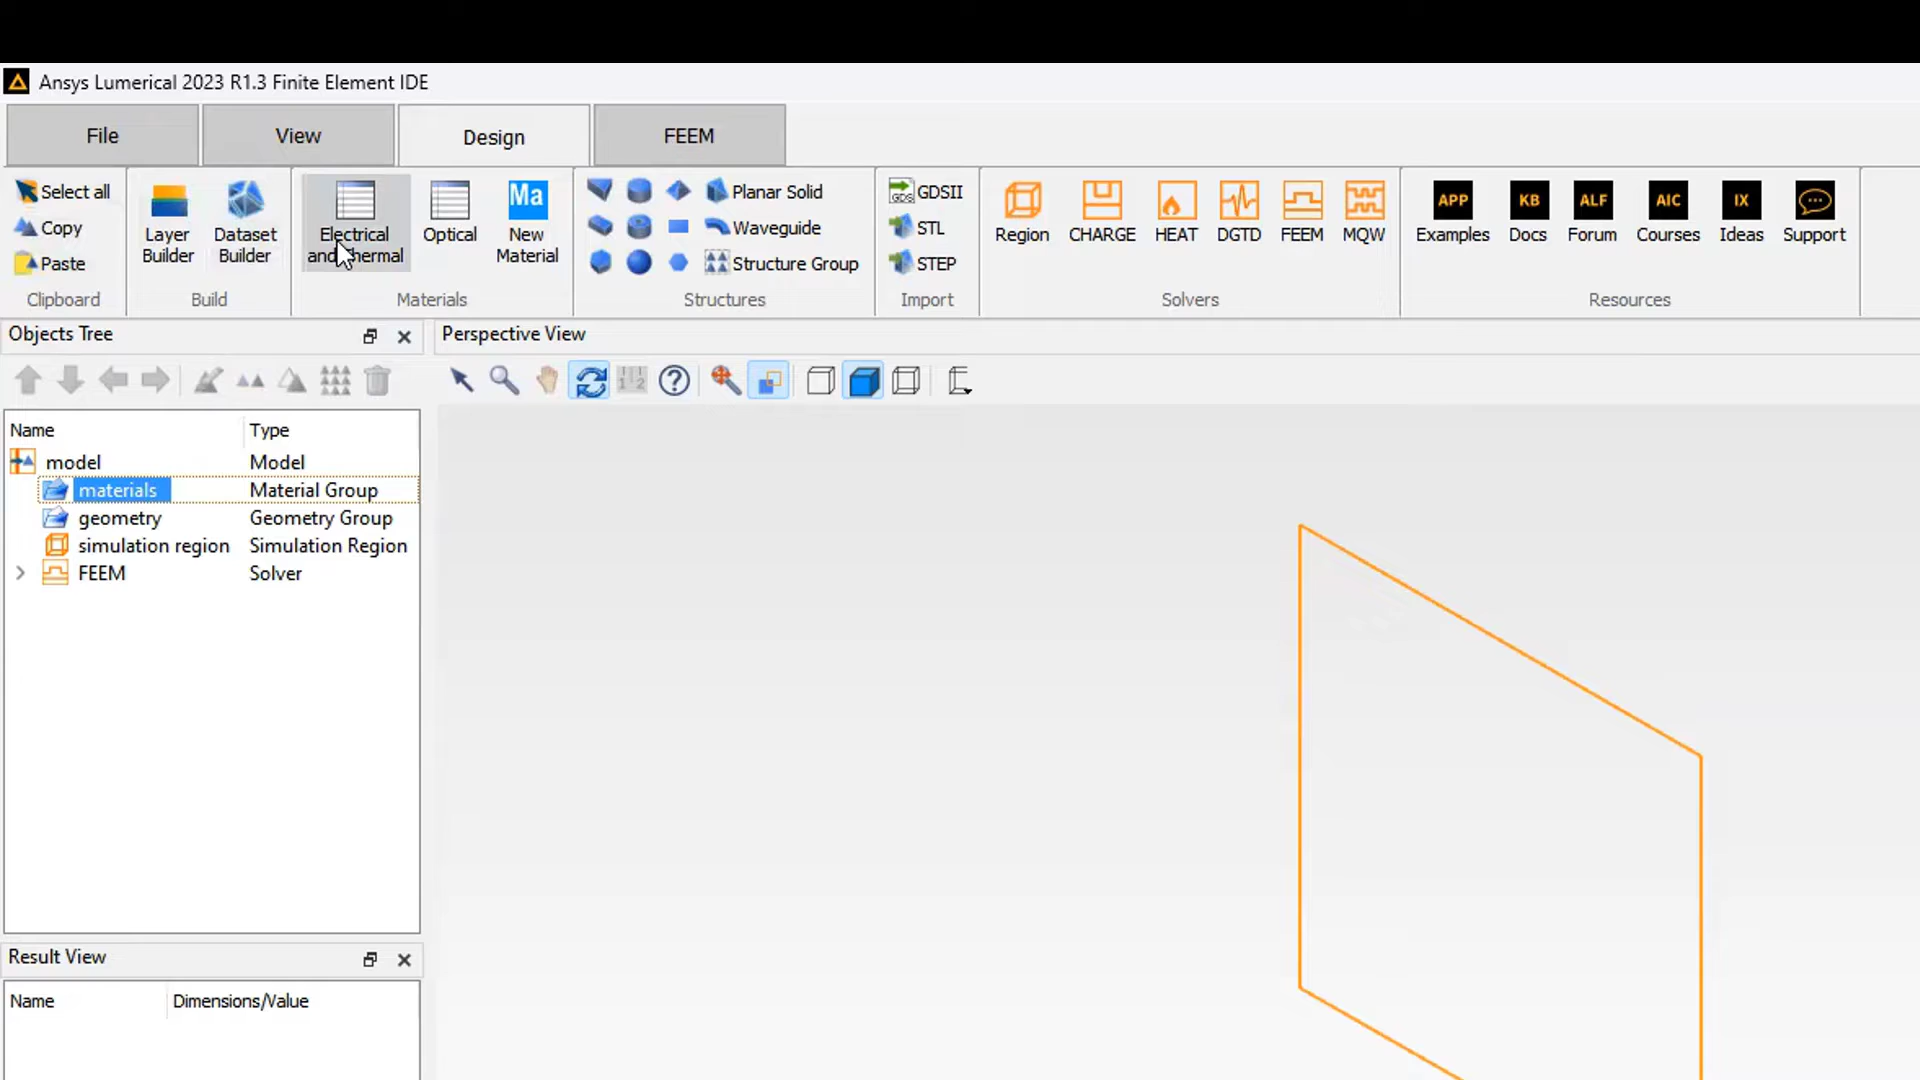 Ansys Lumerical 2023 R1.3 Finite Element IDE
File
View
Design
FEEM
Select all
Copy
Paste
Clipboard
Layer
Builder
Dataset
Builder
Build
Electrical
and Thermal
Optical
Ma
New
Material
Materials
Planar Solid
Waveguide
Structure Group
Structures
GDS
GDSII
STL
STEP
Import
Region
CHARGE
HEAT
DGTD
FEEM
MQW
Solvers
APP
Examples
KB
Docs
ALF
Forum
AIC
Courses
IX
Ideas
Support
Resources
Objects Tree
Perspective View
1 2
Name Type
model Model
materials Material Group
geometry Geometry Group
simulation region Simulation Region
FEEM Solver
Result View
Name Dimensions/Value